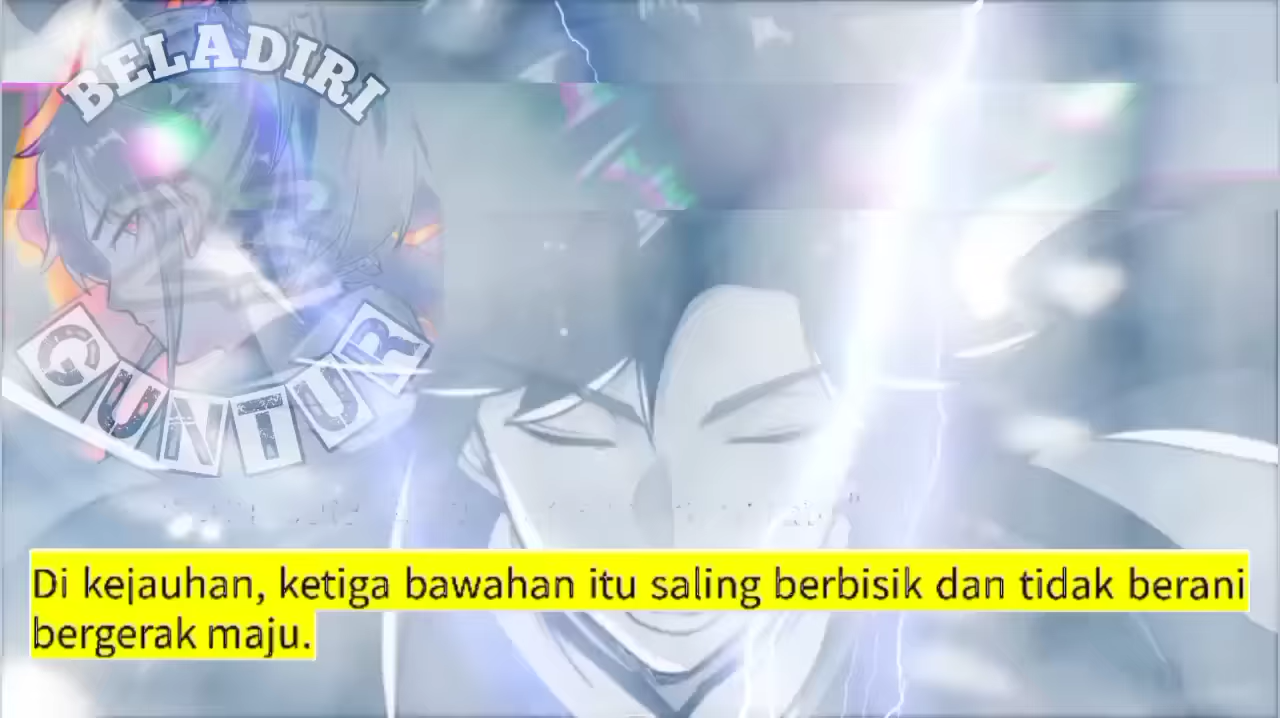 BELADIRI
GUNTUR
Di kejauhan, ketiga bawahan itu saling berbisik dan tidak berani
bergerak maju.